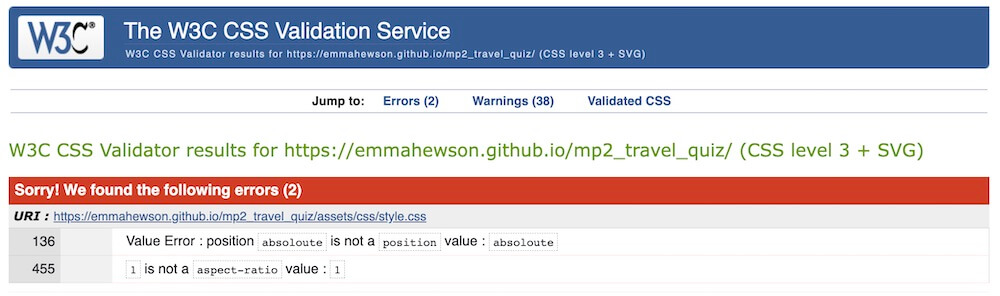 W3C®
The W3C CSS Validation Service
W3C CSS Validator results for https://emmahewson.github.io/mp2_travel_quiz/ (CSS level 3 + SVG)
Jump to: Errors (2) Warnings (38) Validated CSS
W3C CSS Validator results for https://emmahewson.github.io/mp2_travel_quiz/ (CSS level 3 + SVG)
Sorry! We found the following errors (2)
URI : https://emmahewson.github.io/mp2_travel_quiz/assets/css/style.css
136 Value Error : position absoloute is not a position value : absoloute
455 1 is not a aspect-ratio value : 1